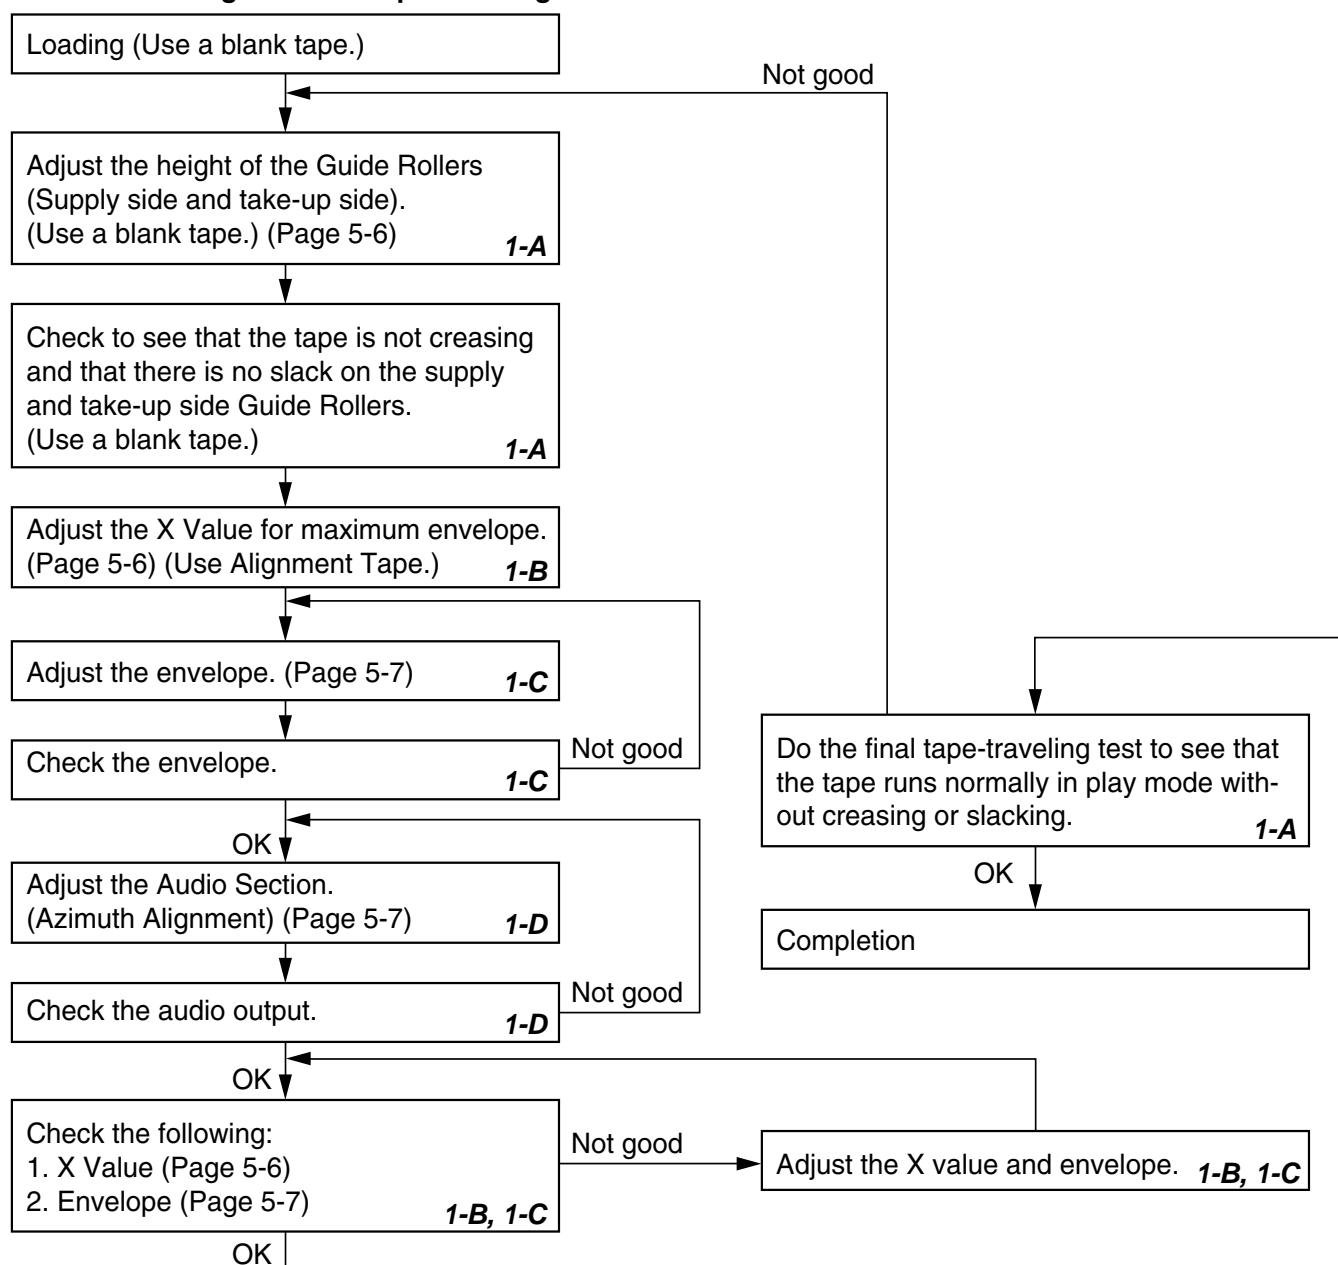 Loading (Use a blank tape.)
Not good
Adjust the height of the Guide Rollers
(Supply side and take-up side).
(Use a blank tape.) (Page 5-6)
1-A
Check to see that the tape is not creasing
and that there is no slack on the supply
and take-up side Guide Rollers.
(Use a blank tape.)
1-A
Adjust the X Value for maximum envelope.
(Page 5-6) (Use Alignment Tape.)
1-B
Adjust the envelope. (Page 5-7)
1-C
Check the envelope.
1-C
Not good
OK
Adjust the Audio Section.
(Azimuth Alignment) (Page 5-7)
1-D
Check the audio output.
1-D
Not good
OK
Check the following:
1. X Value (Page 5-6)
2. Envelope (Page 5-7)
1-B, 1-C
Not good
Adjust the X value and envelope.
1-B, 1-C
OK
Do the final tape-traveling test to see that
the tape runs normally in play mode with-
out creasing or slacking.
1-A
OK
Completion